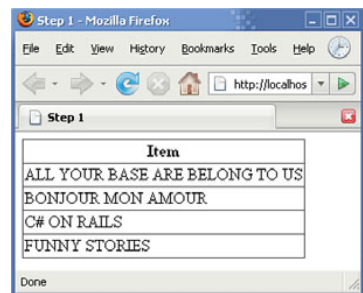 Step 1 - Mozilla Firefox
File Edit View History Bookmarks Tools Help
http://localhos
Step 1
Item
ALL YOUR BASE ARE BELONG TO US
BONJOUR MON AMOUR
C# ON RAILS
FUNNY STORIES
Done